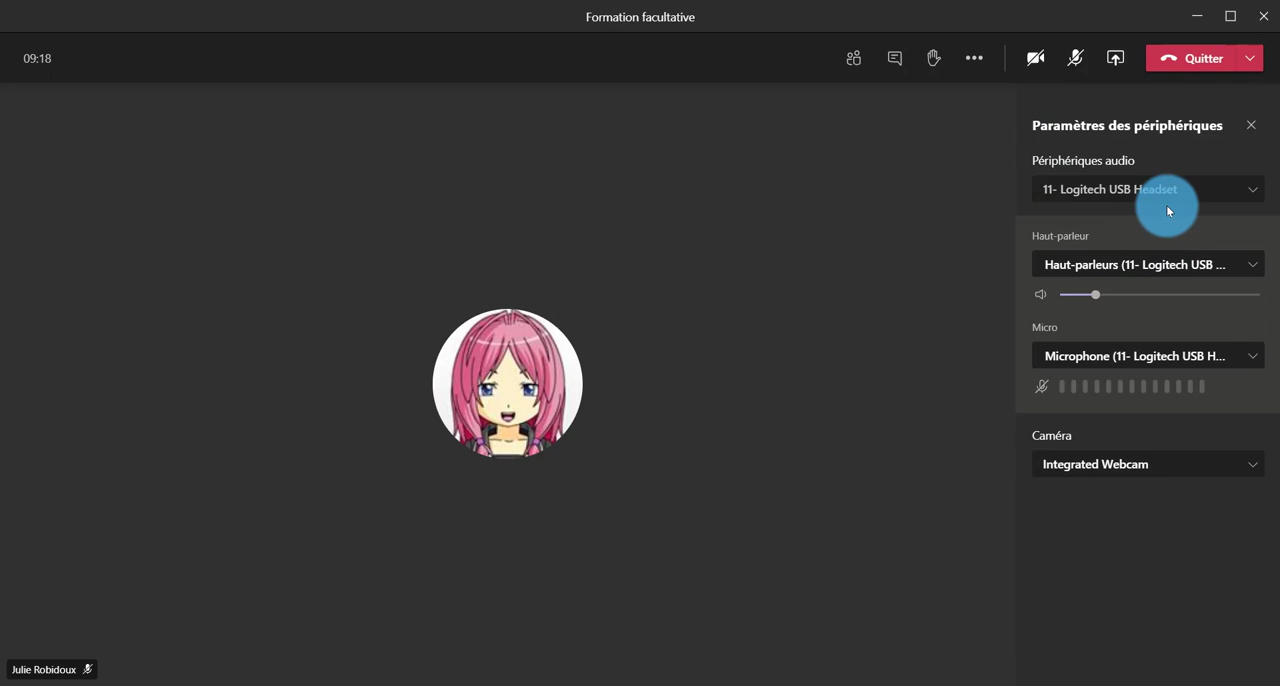 Formation facultative
09:18
Quitter
Paramètres des périphériques
Périphériques audio
11- Logitech USB Headset
Haut-parleur
Haut-parleurs (11- Logitech USB ...
Micro
Microphone (11- Logitech USB H...
Caméra
Integrated Webcam
Julie Robidoux